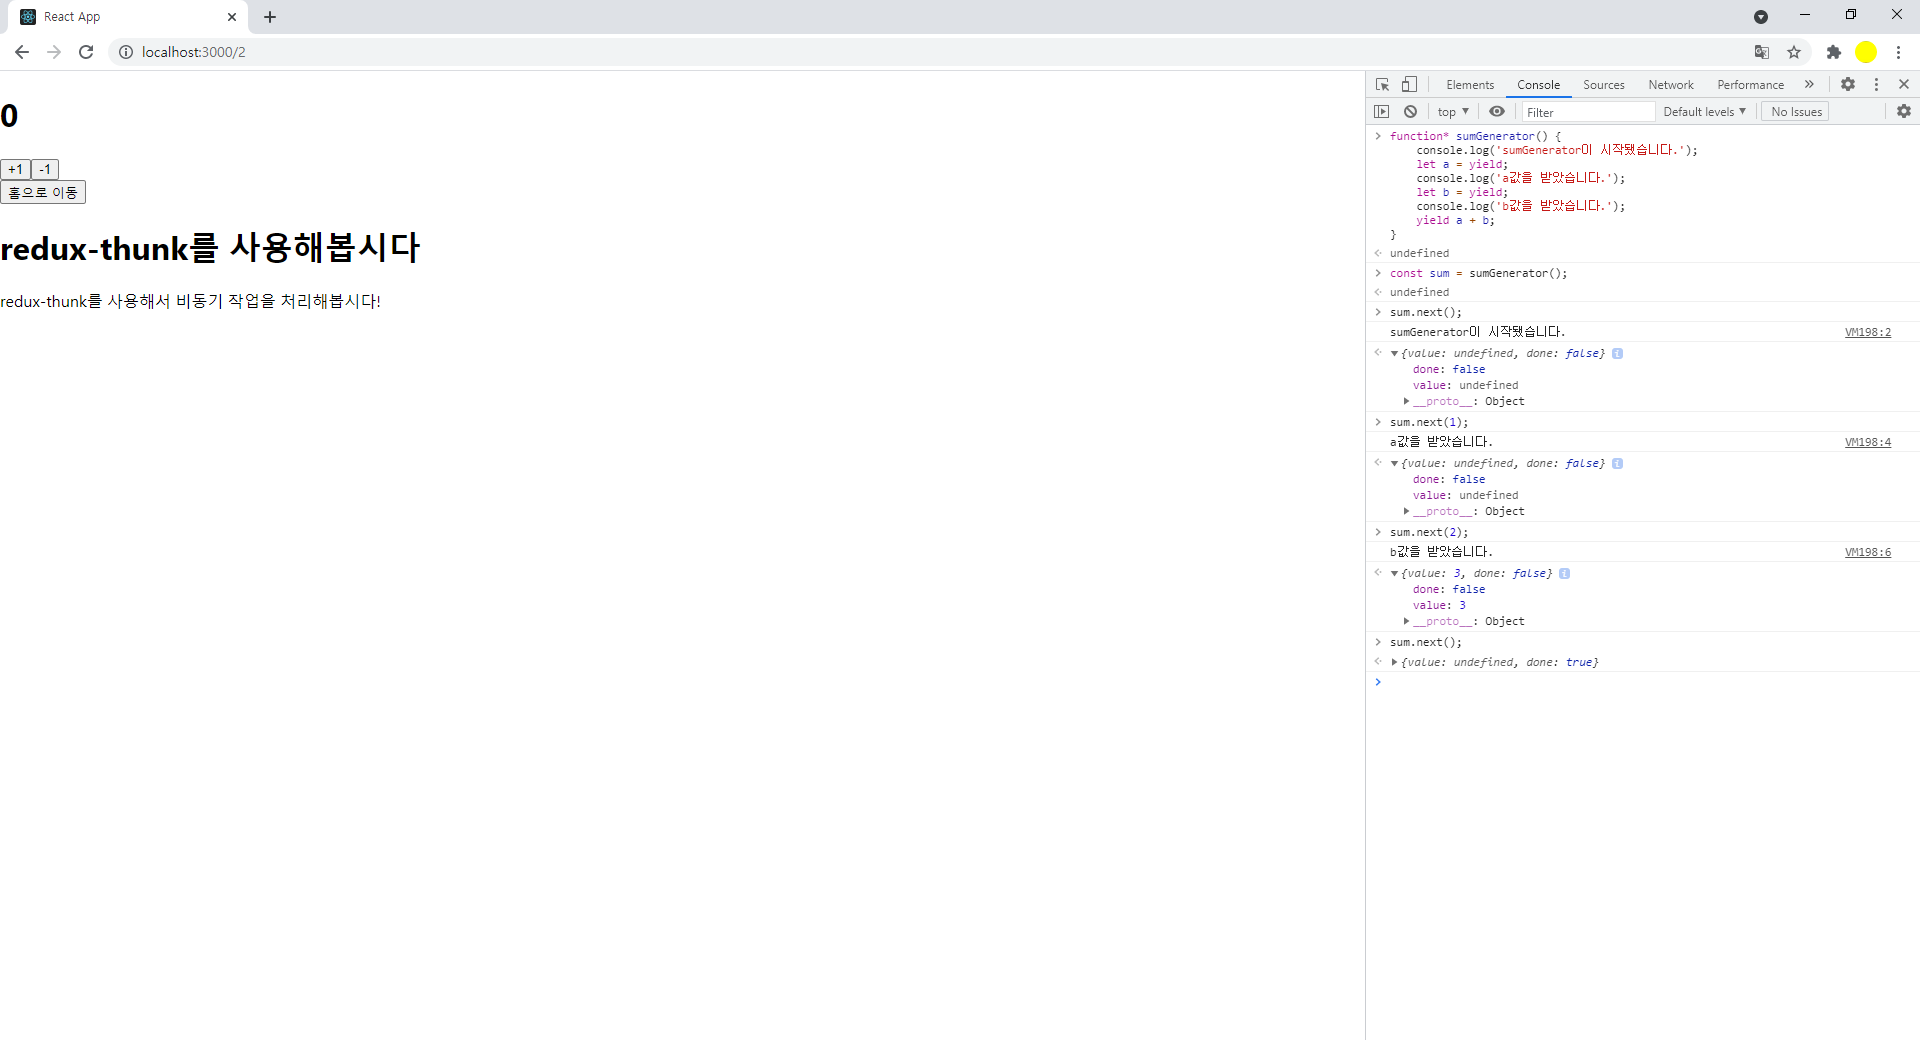 React App
localhost:3000/2
0
+1 -1
홈으로 이동
redux-thunk를 사용해봅시다
redux-thunk를 사용해서 비동기 작업을 처리해봅시다!
Elements Console Sources Network Performance »
top ▼ Filter Default levels ▼ No Issues
function* sumGenerator() {
console.log('sumGenerator이 시작됐습니다.');
let a = yield;
console.log('a값을 받았습니다.');
let b = yield;
console.log('b값을 받았습니다.');
yield a + b;
}
undefined
const sum = sumGenerator();
undefined
sum.next();
sumGenerator이 시작됐습니다. VM198:2
{value: undefined, done: false} i
done: false
value: undefined
__proto__: Object
sum.next(1);
a값을 받았습니다. VM198:4
{value: undefined, done: false} i
done: false
value: undefined
__proto__: Object
sum.next(2);
b값을 받았습니다. VM198:6
{value: 3, done: false} i
done: false
value: 3
__proto__: Object
sum.next();
{value: undefined, done: true}